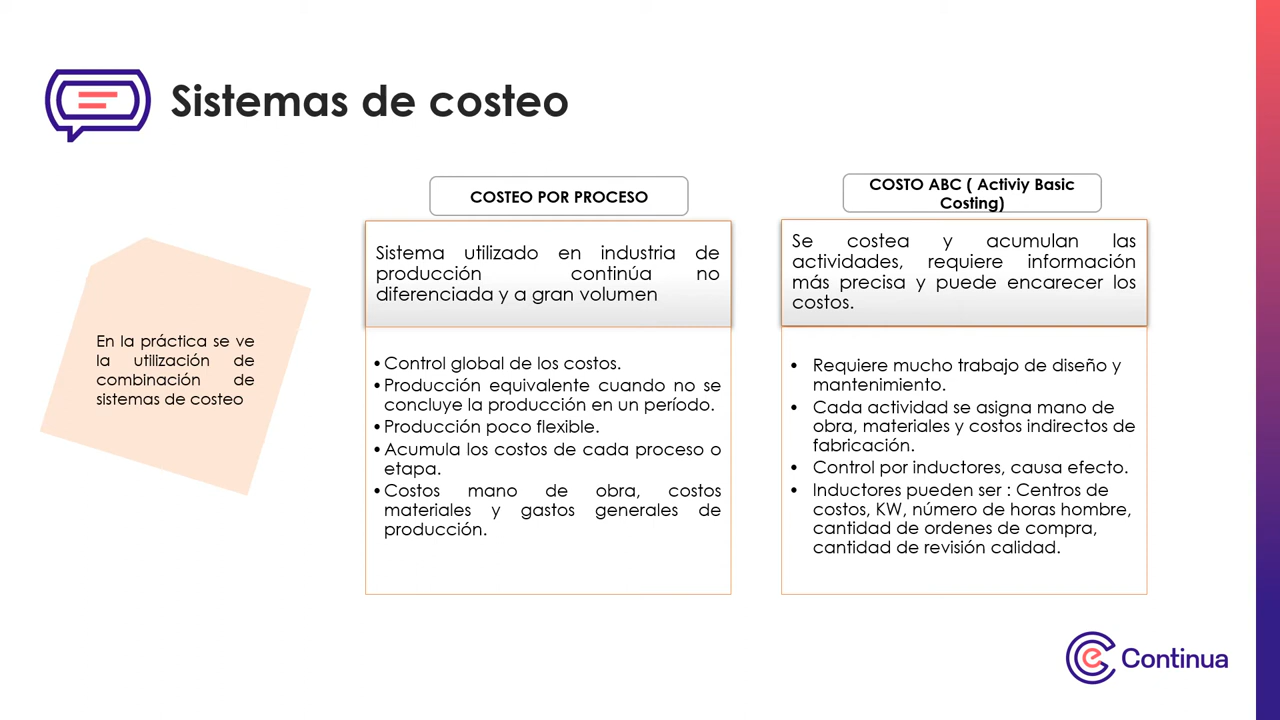 Sistemas de costeo
En la práctica se ve
la utilización de
combinación de
sistemas de costeo
COSTEO POR PROCESO
Sistema utilizado en industria de
producción continúa no
diferenciada y a gran volumen
• Control global de los costos.
• Producción equivalente cuando no se
concluye la producción en un período.
• Producción poco flexible.
• Acumula los costos de cada proceso o
etapa.
• Costos mano de obra, costos
materiales y gastos generales de
producción.
COSTO ABC ( Activiy Basic
Costing)
Se costea y acumulan las
actividades, requiere información
más precisa y puede encarecer los
costos.
• Requiere mucho trabajo de diseño y
mantenimiento.
• Cada actividad se asigna mano de
obra, materiales y costos indirectos de
fabricación.
• Control por inductores, causa efecto.
• Inductores pueden ser : Centros de
costos, KW, número de horas hombre,
cantidad de ordenes de compra,
cantidad de revisión calidad.
e Continua